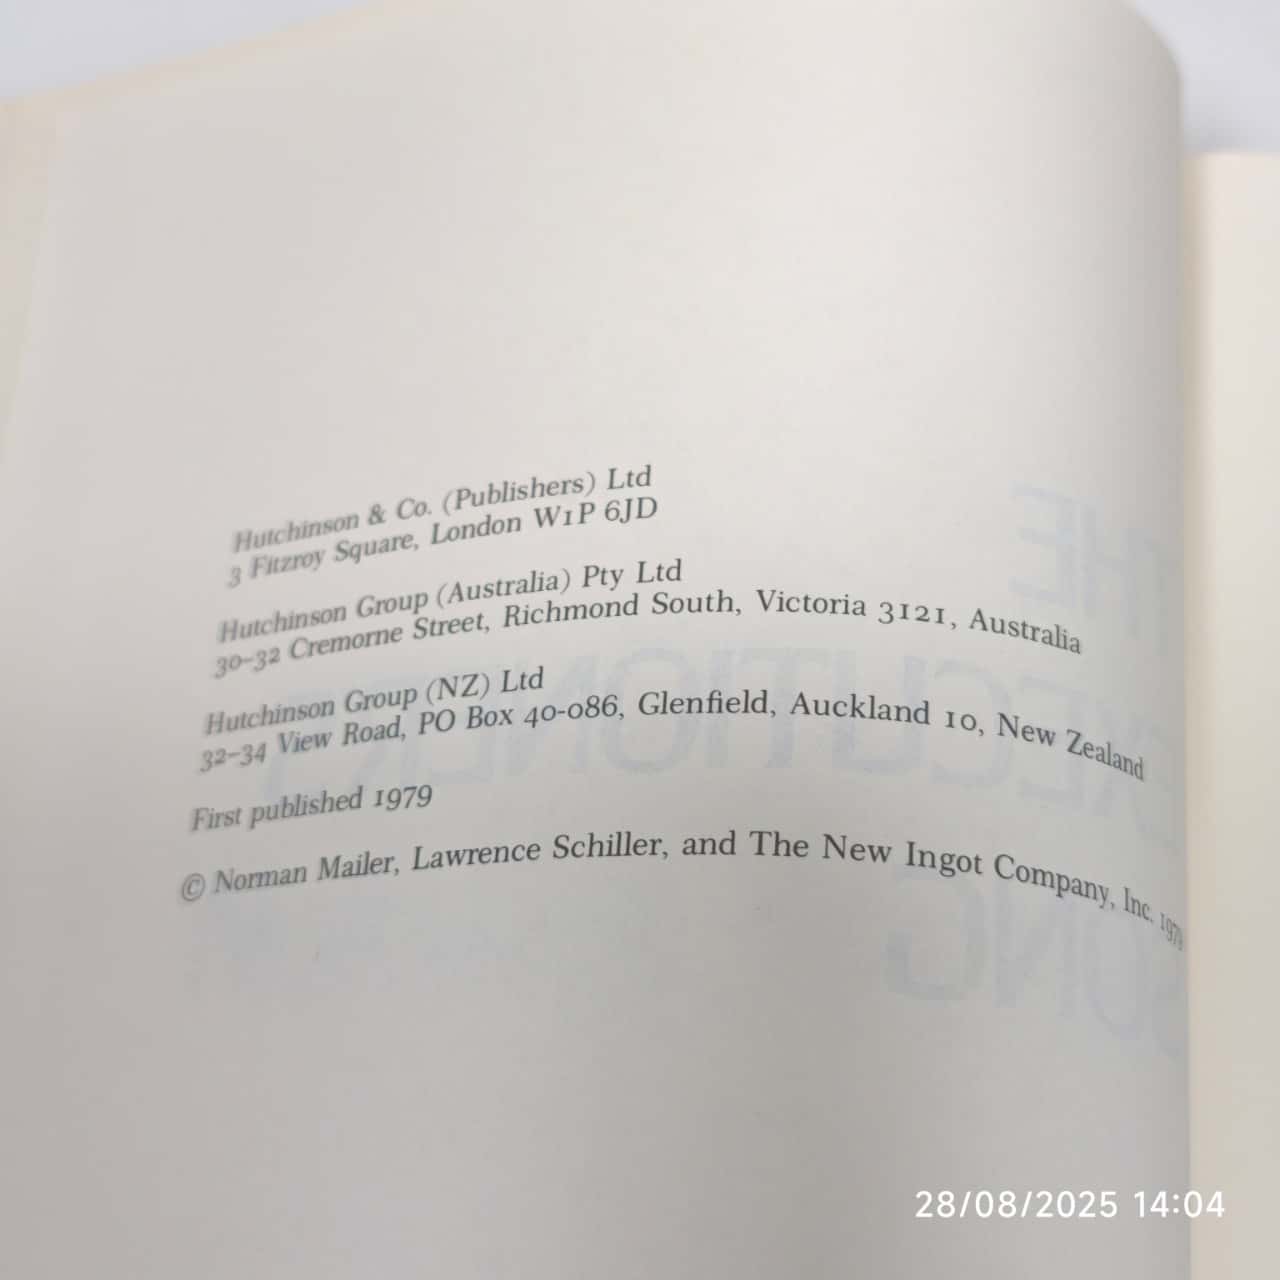 Hutchinson & Co. (Publishers) Ltd
3 Fitzroy Square, London W1P 6JD
Hutchinson Group (Australia) Pty Ltd
30–32 Cremorne Street, Richmond South, Victoria 3121, Australia
Hutchinson Group (NZ) Ltd
32–34 View Road, PO Box 40-086, Glenfield, Auckland 10, New Zealand
First published 1979
© Norman Mailer, Lawrence Schiller, and The New Ingot Company, Inc. 1979
THE
EXECUTIONER'S
SONG
28/08/2025 14:04